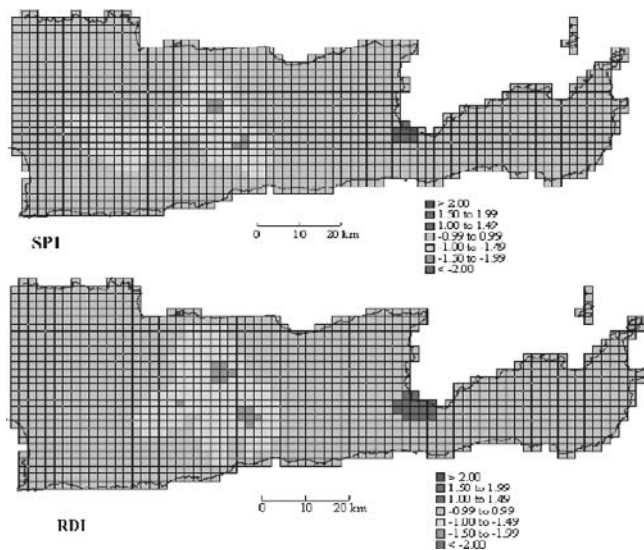 SPI
0 10 20 km
> 2.00
1.50 to 1.99
1.00 to 1.49
-0.99 to 0.99
-1.00 to -1.49
-1.50 to -1.99
< -2.00
RDI
0 10 20 km
> 2.00
1.50 to 1.99
1.00 to 1.49
-0.99 to 0.99
-1.00 to -1.49
-1.50 to -1.99
< -2.00